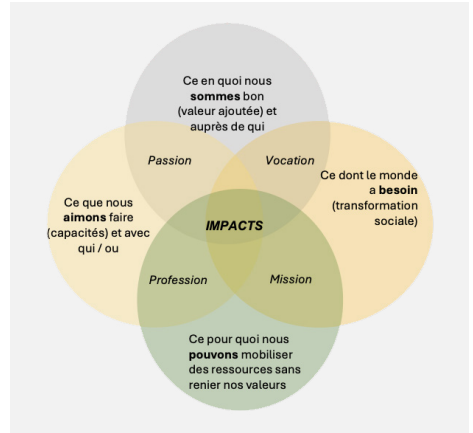 Ce en quoi nous
sommes bon
(valeur ajoutée) et
auprès de qui
Passion
Vocation
Ce que nous
aimons faire
(capacités) et avec
qui / ou
Ce dont le monde
a besoin
(transformation
sociale)
IMPACTS
Profession
Mission
Ce pour quoi nous
pouvons mobiliser
des ressources sans
renier nos valeurs